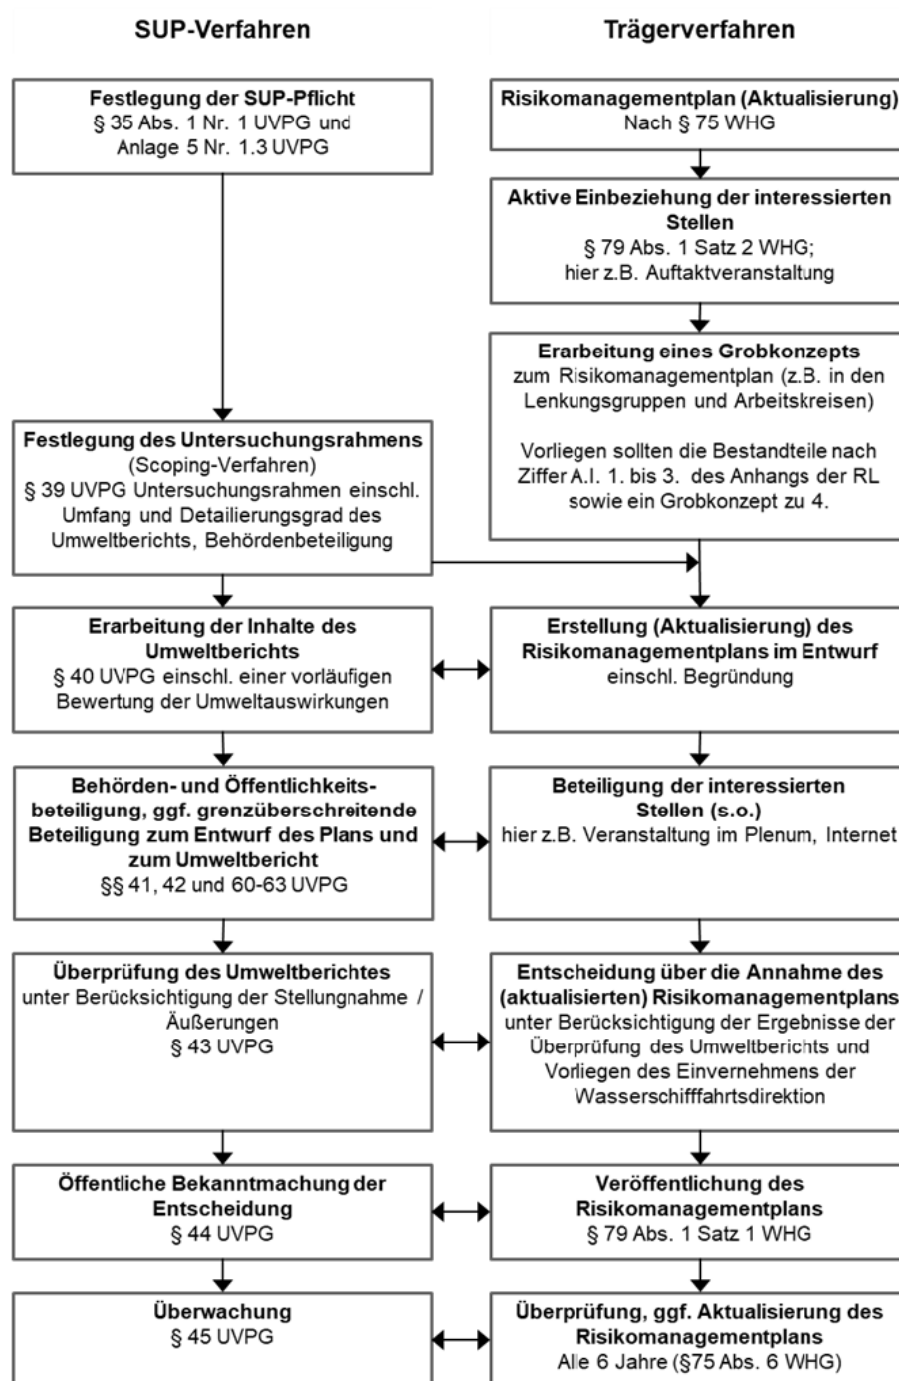 SUP-Verfahren
Festlegung der SUP-Pflicht
§ 35 Abs. 1 Nr. 1 UVPG und
Anlage 5 Nr. 1.3 UVPG
Festlegung des Untersuchungsrahmens
(Scoping-Verfahren)
§ 39 UVPG Untersuchungsrahmen einschl.
Umfang und Detailierungsgrad des
Umweltberichts, Behördenbeteiligung
Erarbeitung der Inhalte des
Umweltberichts
§ 40 UVPG einschl. einer vorläufigen
Bewertung der Umweltauswirkungen
Behörden- und Öffentlichkeits-
beteiligung, ggf. grenzüberschreitende
Beteiligung zum Entwurf des Plans und
zum Umweltbericht
§§ 41, 42 und 60-63 UVPG
Überprüfung des Umweltberichtes
unter Berücksichtigung der Stellungnahme /
Äußerungen
§ 43 UVPG
Öffentliche Bekanntmachung der
Entscheidung
§ 44 UVPG
Überwachung
§ 45 UVPG
Trägerverfahren
Risikomanagementplan (Aktualisierung)
Nach § 75 WHG
Aktive Einbeziehung der interessierten
Stellen
§ 79 Abs. 1 Satz 2 WHG;
hier z.B. Auftaktveranstaltung
Erarbeitung eines Grobkonzepts
zum Risikomanagementplan (z.B. in den
Lenkungsgruppen und Arbeitskreisen)
Vorliegen sollten die Bestandteile nach
Ziffer A.I. 1. bis 3. des Anhangs der RL
sowie ein Grobkonzept zu 4.
Erstellung (Aktualisierung) des
Risikomanagementplans im Entwurf
einschl. Begründung
Beteiligung der interessierten
Stellen (s.o.)
hier z.B. Veranstaltung im Plenum, Internet
Entscheidung über die Annahme des
(aktualisierten) Risikomanagementplans
unter Berücksichtigung der Ergebnisse der
Überprüfung des Umweltberichts und
Vorliegen des Einvernehmens der
Wasserschifffahrtsdirektion
Veröffentlichung des
Risikomanagementplans
§ 79 Abs. 1 Satz 1 WHG
Überprüfung, ggf. Aktualisierung des
Risikomanagementplans
Alle 6 Jahre (§75 Abs. 6 WHG)